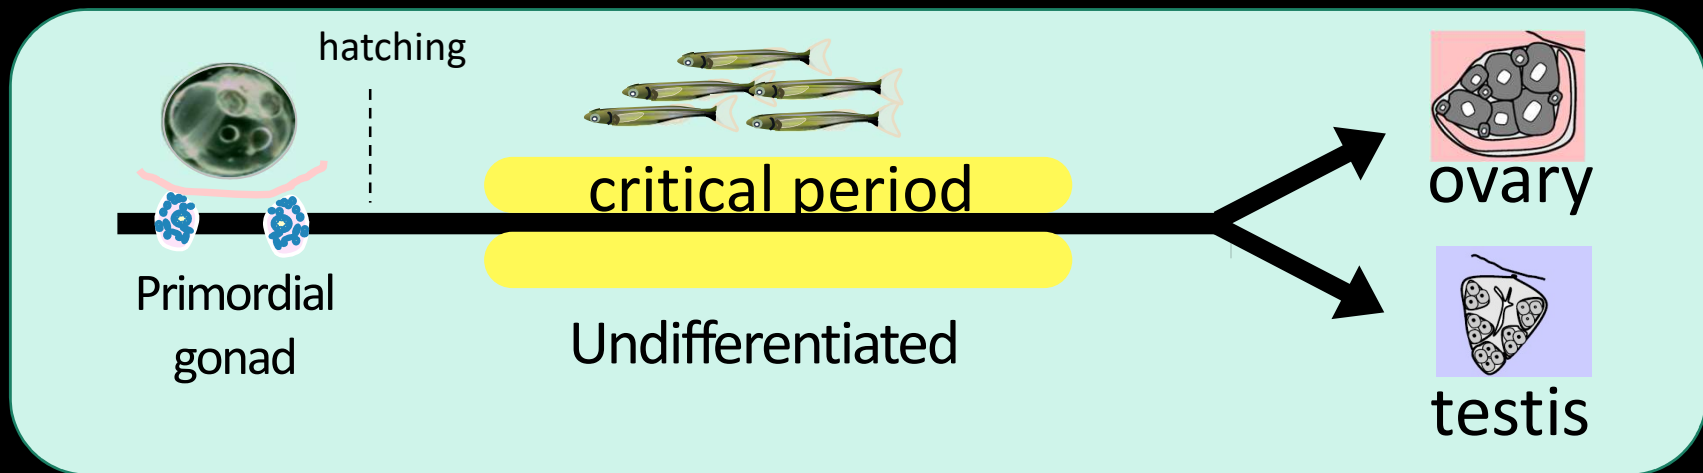 hatching
critical period
Primordial
gonad
Undifferentiated
ovary
testis